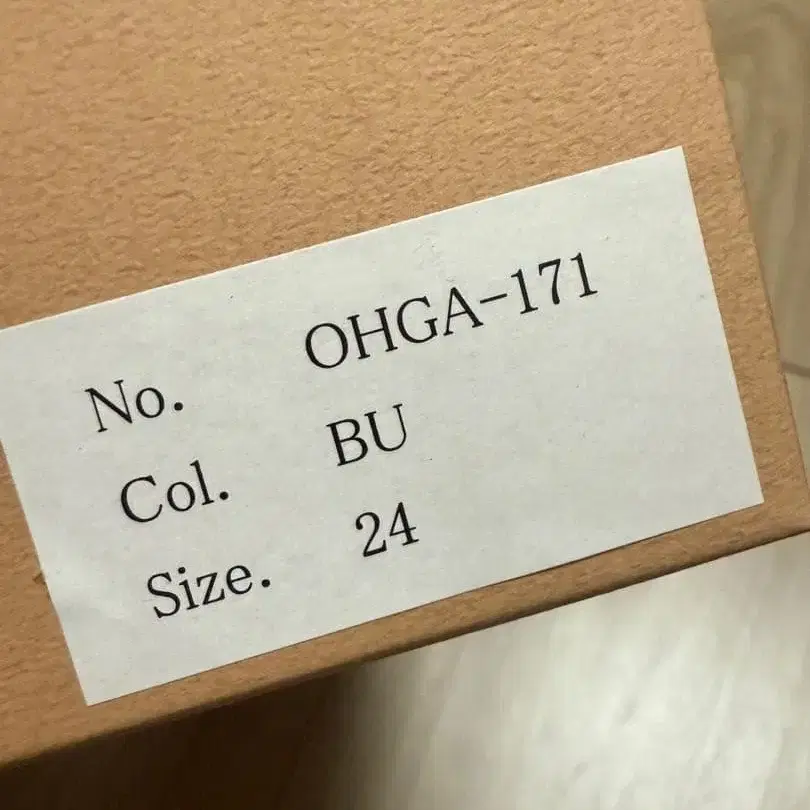 No. OHGA-171
Col. BU
Size. 24